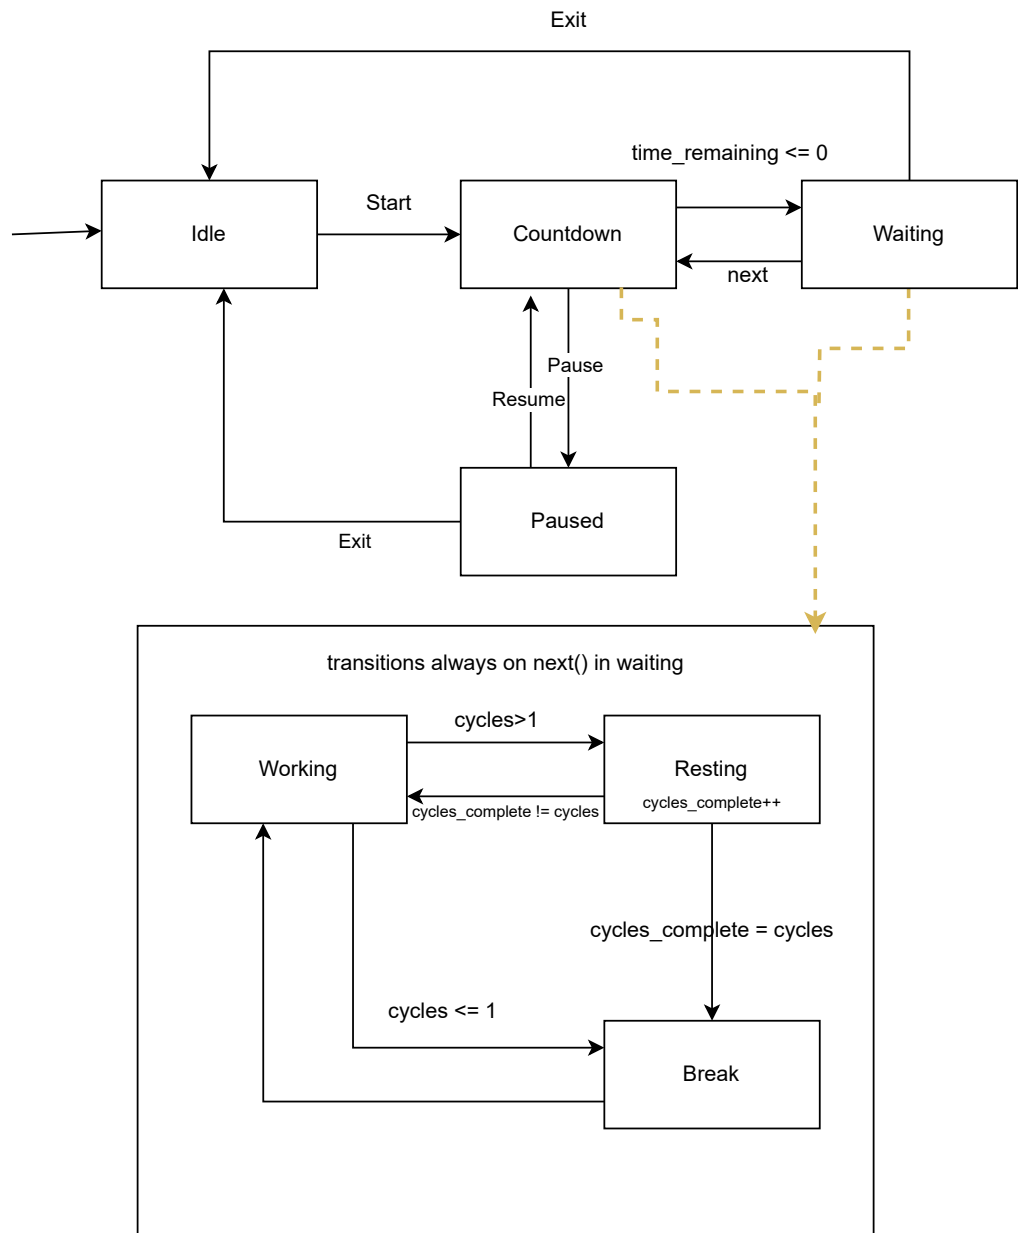 Exit
time_remaining <= 0
Start
Idle
Countdown
Waiting
next
Pause
Resume
Paused
Exit
transitions always on next() in waiting
cycles>1
Working
Resting
cycles_complete++
cycles_complete != cycles
cycles_complete = cycles
cycles <= 1
Break